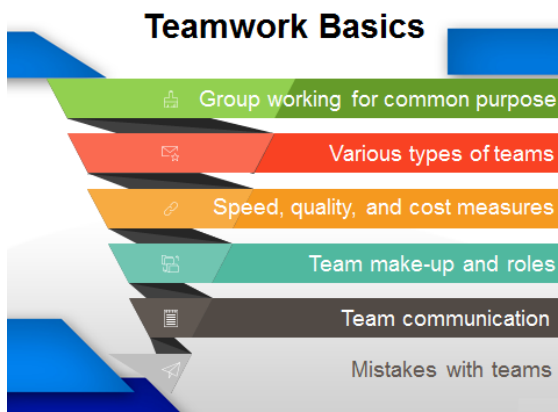 Teamwork Basics
Group working for common purpose
Various types of teams
Speed, quality, and cost measures
Team make-up and roles
Team communication
Mistakes with teams